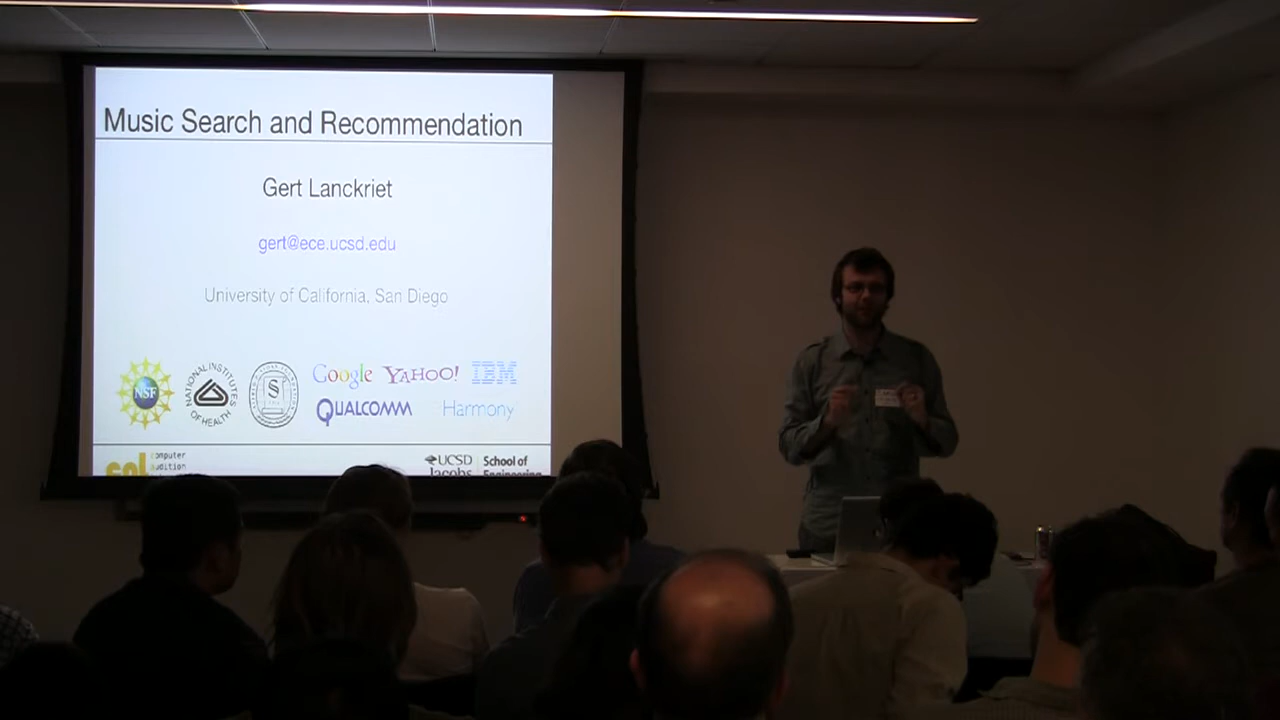 Music Search and Recommendation
Gert Lanckriet
gert@ece.ucsd.edu
University of California, San Diego
NSF
NATIONAL INSTITUTES
OF HEALTH
Google YAHOO! IBM
QUALCOMM Harmony
computer
audition
UCSD School of
Jacobs Engineering